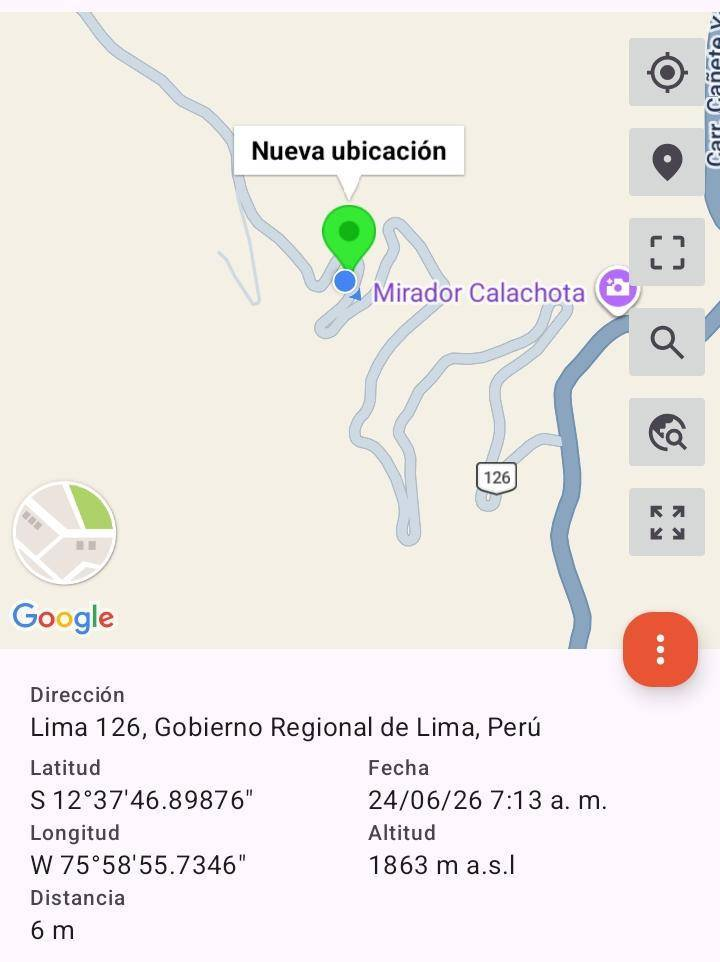 Carr. Cañete Y
Nueva ubicación
Mirador Calachota
126
Google
Dirección
Lima 126, Gobierno Regional de Lima, Perú
Latitud
S 12°37'46.89876"
Fecha
24/06/26 7:13 a. m.
Longitud
W 75°58'55.7346"
Altitud
1863 m a.s.l
Distancia
6 m